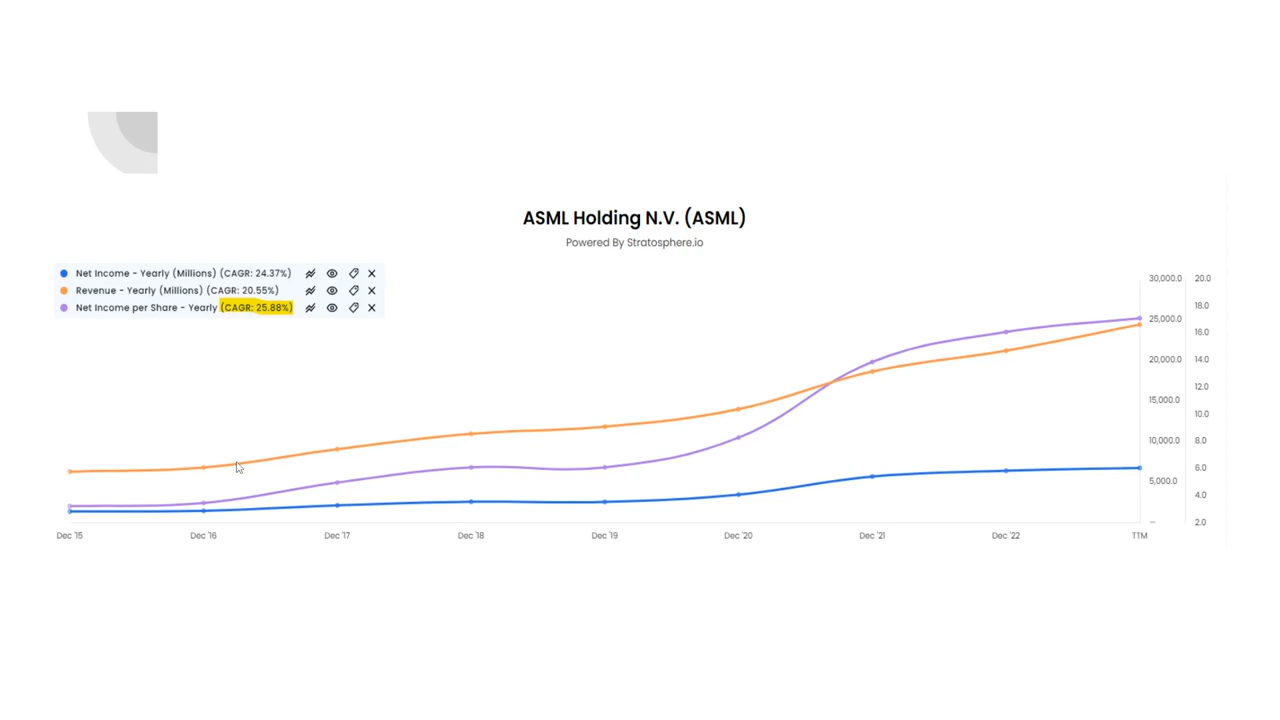 ASML Holding N.V. (ASML)
Powered By Stratosphere.io
Net Income - Yearly (Millions) (CAGR: 24.37%)
Revenue - Yearly (Millions) (CAGR: 20.55%)
Net Income per Share - Yearly (CAGR: 25.88%)
30,000.0 20.0
18.0
25,000.0
16.0
20,000.0 14.0
12.0
15,000.0
10.0
10,000.0 8.0
6.0
5,000.0
4.0
— 2.0
Dec '15 Dec '16 Dec '17 Dec '18 Dec '19 Dec '20 Dec '21 Dec '22 TTM